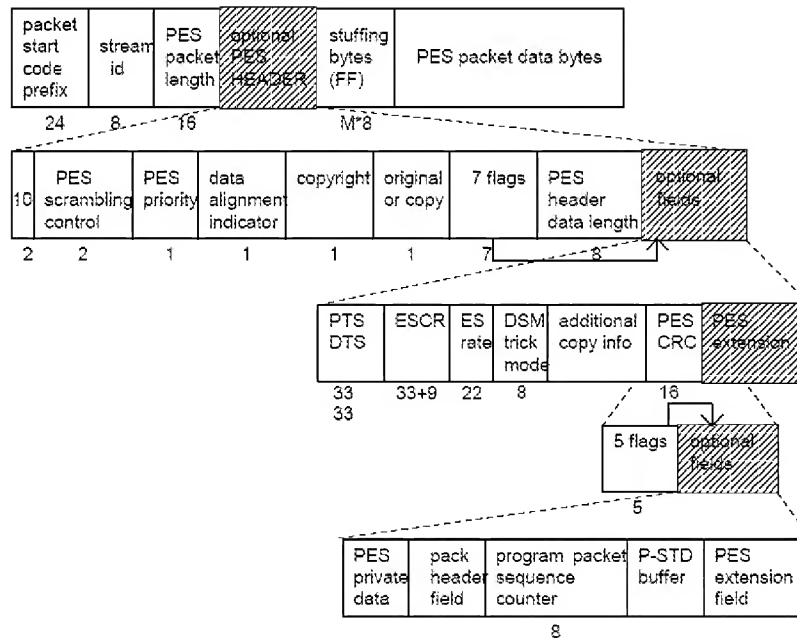 packet start code prefix
stream id
PES packet length
optional PES HEADER
stuffing bytes (FF)
PES packet data bytes
24
8
16
M*8
10
PES scrambling control
PES priority
data alignment indicator
copyright
original or copy
7 flags
PES header data length
optional fields
2
2
1
1
1
1
7
8
PTS DTS
ESCR
ES rate
DSM trick mode
additional copy info
PES CRC
PES extension
33
33
33+9
22
8
16
5 flags
optional fields
5
PES private data
pack header field
program packet sequence counter
P-STD buffer
PES extension field
8